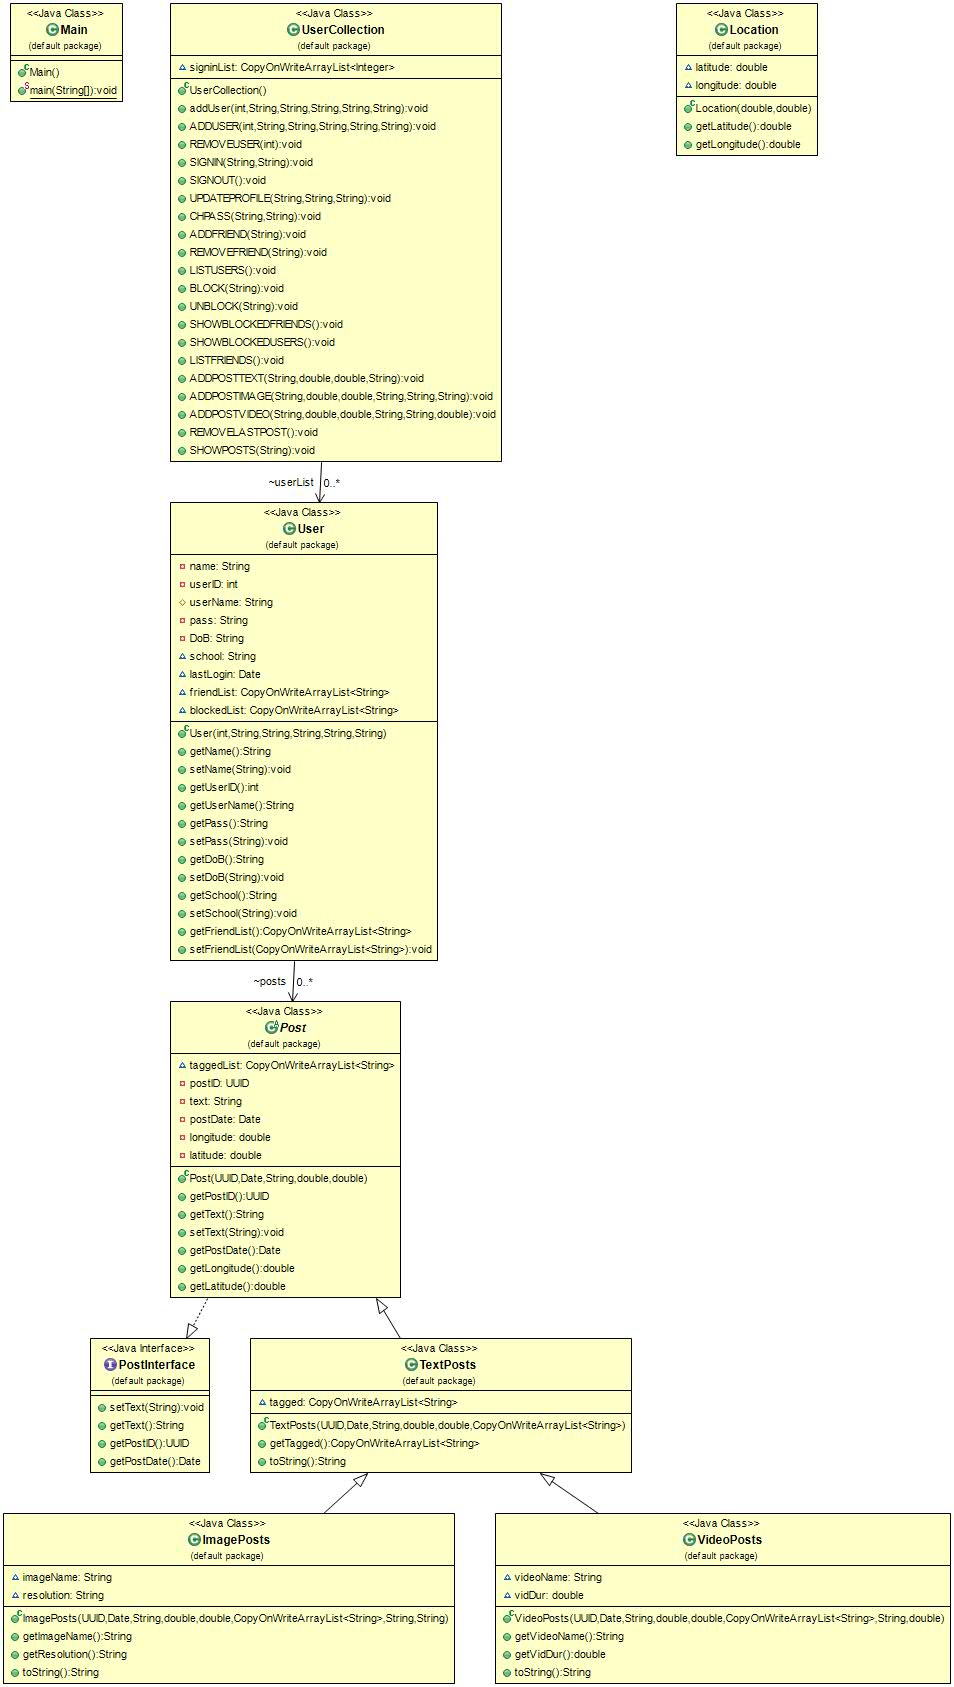 <<Java Class>>
Main
(default package)
Main()
main(String[]):void
<<Java Class>>
UserCollection
(default package)
signinList: CopyOnWriteArrayList<Integer>
UserCollection()
addUser(int,String,String,String,String,String):void
ADDUSER(int,String,String,String,String,String):void
REMOVEUSER(int):void
SIGNIN(String,String):void
SIGNOUT():void
UPDATEPROFILE(String,String,String):void
CHPASS(String,String):void
ADDFRIEND(String):void
REMOVEFRIEND(String):void
LISTUSERS():void
BLOCK(String):void
UNBLOCK(String):void
SHOWBLOCKEDFRIENDS():void
SHOWBLOCKEDUSERS():void
LISTFRIENDS():void
ADDPOSTTEXT(String,double,double,String):void
ADDPOSTIMAGE(String,double,double,String,String,String):void
ADDPOSTVIDEO(String,double,double,String,String,double):void
REMOVELASTPOST():void
SHOWPOSTS(String):void
<<Java Class>>
Location
(default package)
latitude: double
longitude: double
Location(double,double)
getLatitude():double
getLongitude():double
~userList 0..*
<<Java Class>>
User
(default package)
name: String
userID: int
userName: String
pass: String
DoB: String
school: String
lastLogin: Date
friendList: CopyOnWriteArrayList<String>
blockedList: CopyOnWriteArrayList<String>
User(int,String,String,String,String,String)
getName():String
setName(String):void
getUserID():int
getUserName():String
getPass():String
setPass(String):void
getDoB():String
setDoB(String):void
getSchool():String
setSchool(String):void
getFriendList():CopyOnWriteArrayList<String>
setFriendList(CopyOnWriteArrayList<String>):void
~posts 0..*
<<Java Class>>
Post
(default package)
taggedList: CopyOnWriteArrayList<String>
postID: UUID
text: String
postDate: Date
longitude: double
latitude: double
Post(UUID,Date,String,double,double)
getPostID():UUID
getText():String
setText(String):void
getPostDate():Date
getLongitude():double
getLatitude():double
<<Java Interface>>
PostInterface
(default package)
setText(String):void
getText():String
getPostID():UUID
getPostDate():Date
<<Java Class>>
TextPosts
(default package)
tagged: CopyOnWriteArrayList<String>
TextPosts(UUID,Date,String,double,double,CopyOnWriteArrayList<String>)
getTagged():CopyOnWriteArrayList<String>
toString():String
<<Java Class>>
ImagePosts
(default package)
imageName: String
resolution: String
ImagePosts(UUID,Date,String,double,double,CopyOnWriteArrayList<String>,String,String)
getImageName():String
getResolution():String
toString():String
<<Java Class>>
VideoPosts
(default package)
videoName: String
vidDur: double
VideoPosts(UUID,Date,String,double,double,CopyOnWriteArrayList<String>,String,double)
getVideoName():String
getVidDur():double
toString():String